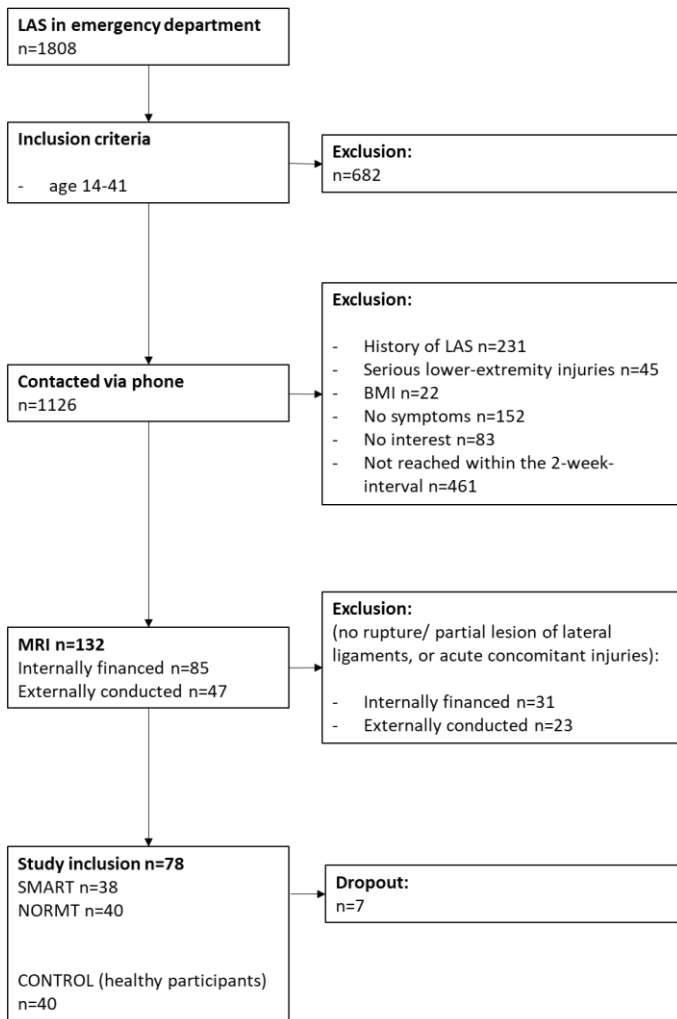 LAS in emergency department
n=1808
Inclusion criteria
- age 14-41
Exclusion:
n=682
Contacted via phone
n=1126
Exclusion:
- History of LAS n=231
- Serious lower-extremity injuries n=45
- BMI n=22
- No symptoms n=152
- No interest n=83
- Not reached within the 2-week-
interval n=461
MRI n=132
Internally financed n=85
Externally conducted n=47
Exclusion:
(no rupture/ partial lesion of lateral
ligaments, or acute concomitant injuries):
- Internally financed n=31
- Externally conducted n=23
Study inclusion n=78
SMART n=38
NORMT n=40
CONTROL (healthy participants)
n=40
Dropout:
n=7